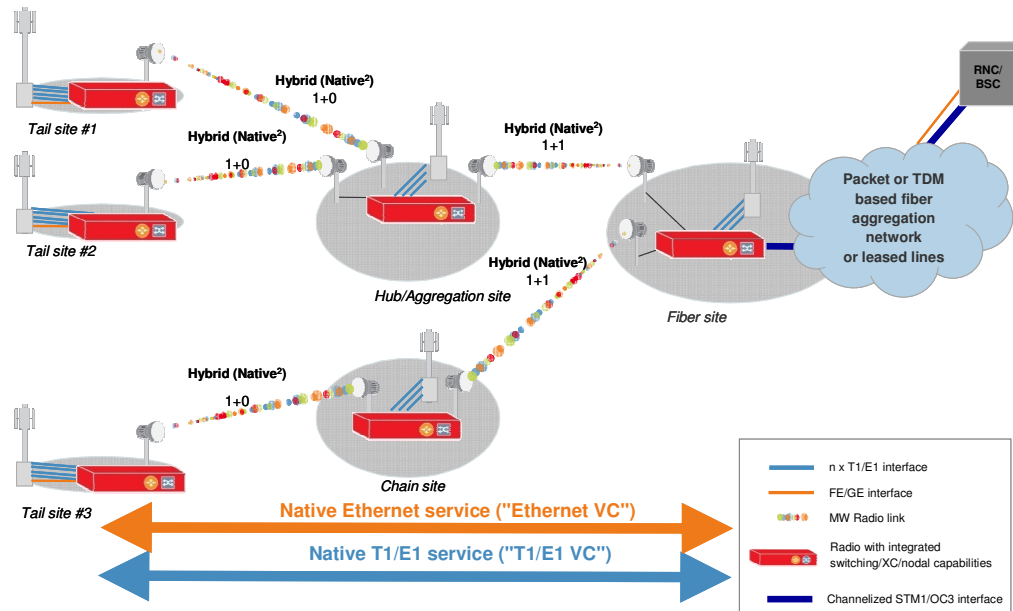 RNC/
BSC
Hybrid (Native²)
1+0
Tail site #1
Hybrid (Native²)
1+0
Hybrid (Native²)
1+1
Packet or TDM
based fiber
aggregation
network
or leased lines
Tail site #2
Hybrid (Native²)
1+1
Hub/Aggregation site
Fiber site
Hybrid (Native²)
1+0
Chain site
Tail site #3
Native Ethernet service ("Ethernet VC")
Native T1/E1 service ("T1/E1 VC")
n x T1/E1 interface
FE/GE interface
MW Radio link
Radio with integrated
switching/XC/nodal capabilities
Channelized STM1/OC3 interface